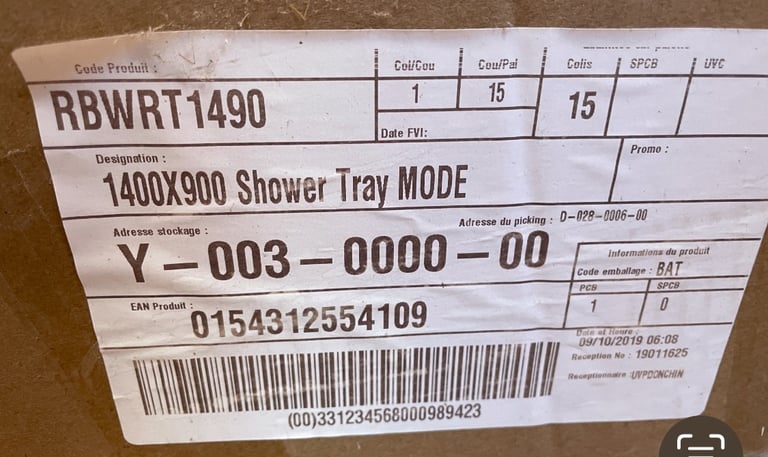 Code Produit :
RBWRT1490
Col/Cou
1
Cou/Pal
15
Colis
15
SPCB
UVC
Date FVI:
Designation :
1400X900 Shower Tray MODE
Promo :
Adresse stockage :
Y-003-0000-00
Adresse du picking : D-028-0006-00
EAN Produit :
0154312554109
Informations du produit
Code emballage : BAT
PCB
1
SPCB
0
Date et Heure :
09/10/2019 06:08
Reception No : 19011625
Receptionnaire :UVPDONCHIN
(00)331234568000989423